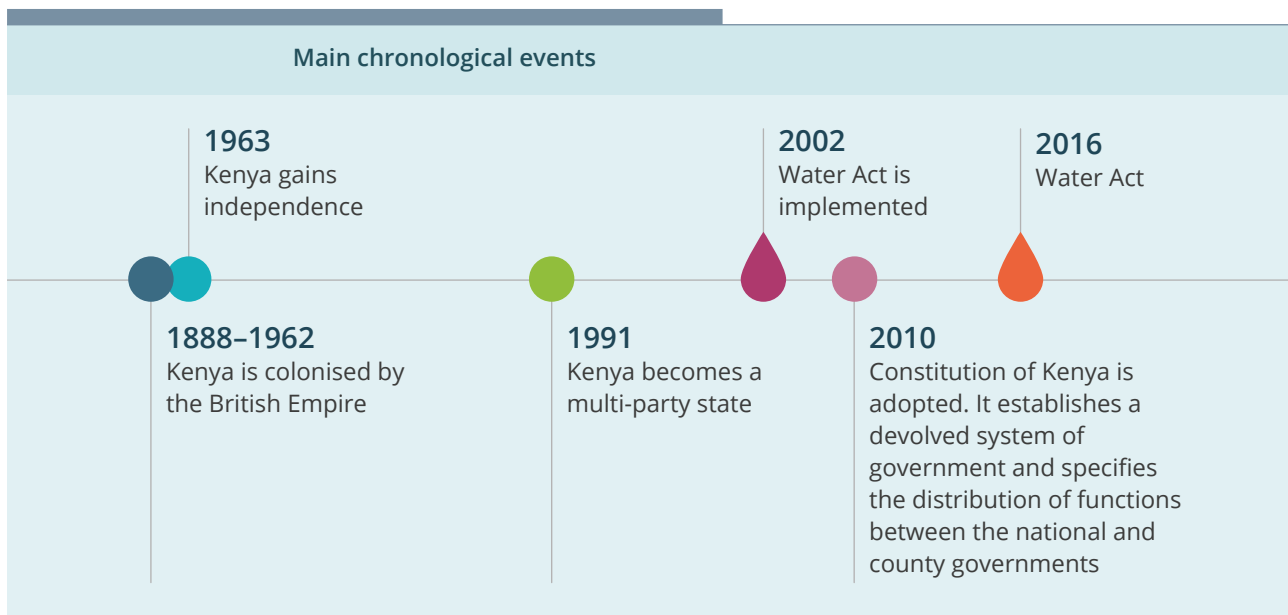 Main chronological events
1963
Kenya gains
independence
2002
Water Act is
implemented
2016
Water Act
1888–1962
Kenya is colonised by
the British Empire
1991
Kenya becomes a
multi-party state
2010
Constitution of Kenya is
adopted. It establishes a
devolved system of
government and specifies
the distribution of functions
between the national and
county governments